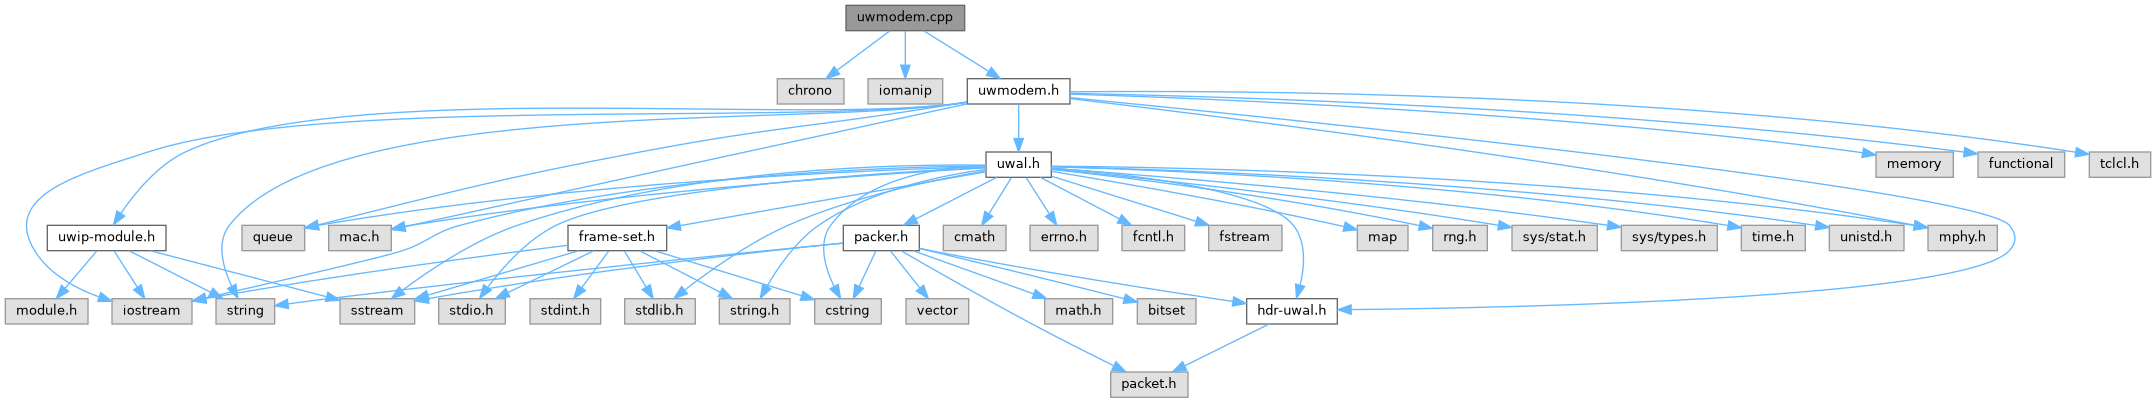 uwmodem.cpp
chrono
iomanip
uwmodem.h
uwal.h
memory
functional
tclcl.h
uwip-module.h
queue
mac.h
frame-set.h
packer.h
cmath
errno.h
fcntl.h
fstream
map
rng.h
sys/stat.h
sys/types.h
time.h
unistd.h
mphy.h
module.h
iostream
string
sstream
stdio.h
stdint.h
stdlib.h
string.h
cstring
vector
math.h
bitset
hdr-uwal.h
packet.h